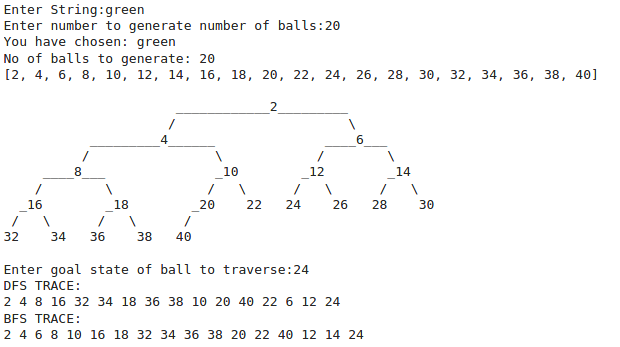 Enter String:green
Enter number to generate number of balls:20
You have chosen: green
No of balls to generate: 20
[2, 4, 6, 8, 10, 12, 14, 16, 18, 20, 22, 24, 26, 28, 30, 32, 34, 36, 38, 40]
____________2_________
/ \
_________4______ ____6___
/ \ / \
____8___ _10 _12 _14
/ \ / \ / \ / \
_16 _18 _20 22 24 26 28 30
/ \ / \ /
32 34 36 38 40
Enter goal state of ball to traverse:24
DFS TRACE:
2 4 8 16 32 34 18 36 38 10 20 40 22 6 12 24
BFS TRACE:
2 4 6 8 10 16 18 32 34 36 38 20 22 40 12 14 24